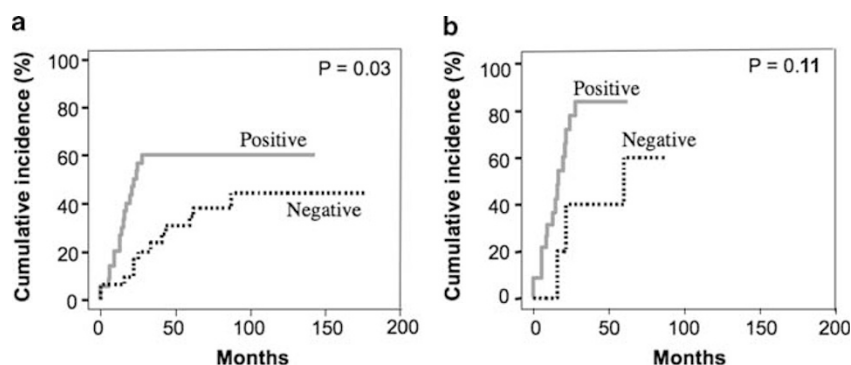 a
Cumulative incidence (%)
100
80
60
40
20
0
P = 0.03
Positive
Negative
0 50 100 150 200
Months
b
Cumulative incidence (%)
100
80
60
40
20
0
P = 0.11
Positive
Negative
0 50 100 150 200
Months